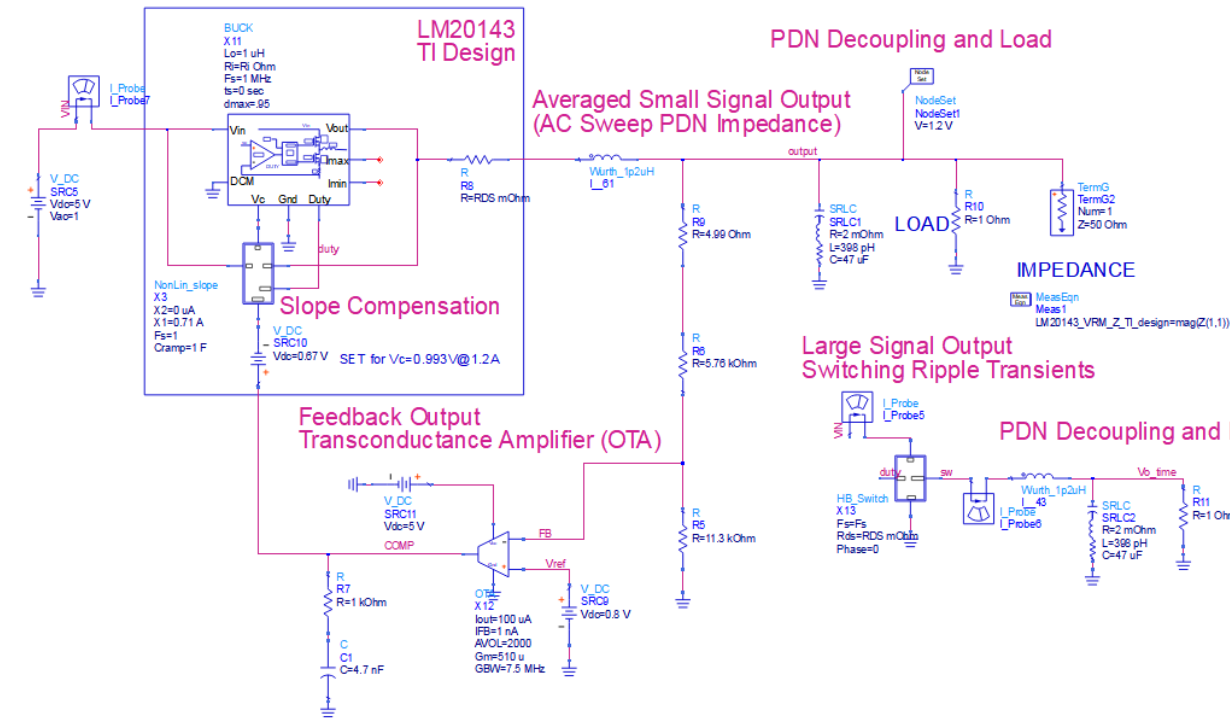 LM20143
TI Design
BUCK
X11
Lo=1 uH
Ri=Ri Ohm
Fs=1 MHz
ts=0 sec
dmax=.95
Vin
Vout
Imax
Imin
DCM
Vc
Gnd
Duty
I_Probe
I_Probe7
VIN
V_DC
SRC5
Vdc=5 V
Vac=1
duty
NonLin_slope
X3
X2=0 uA
X1=0.71 A
Fs=1
Cramp=1 F
Slope Compensation
V_DC
SRC10
Vdc=0.67 V
SET for Vc=0.993V@1.2A
R
R8
R=RDS mOhm
Averaged Small Signal Output
(AC Sweep PDN Impedance)
Wurth_1p2uH
I__61
PDN Decoupling and Load
Node
Set
NodeSet
NodeSet1
V=1.2 V
output
R
R9
R=4.99 Ohm
SRLC
SRLC1
R=2 mOhm
L=398 pH
C=47 uF
LOAD
R
R10
R=1 Ohm
TermG
TermG2
Num=1
Z=50 Ohm
IMPEDANCE
Meas
Eqn
MeasEqn
Meas1
LM20143_VRM_Z_TI_design=mag(Z(1,1))
R
R6
R=5.76 kOhm
Feedback Output
Transconductance Amplifier (OTA)
V_DC
SRC11
Vdc=5 V
COMP
FB
Vref
R
R5
R=11.3 kOhm
R
R7
R=1 kOhm
C
C1
C=4.7 nF
OTA
X12
Iout=100 uA
IFB=1 nA
AVOL=2000
Gm=510 u
GBW=7.5 MHz
V_DC
SRC9
Vdc=0.8 V
Large Signal Output
Switching Ripple Transients
I_Probe
I_Probe5
VIN
PDN Decoupling and
duty
sw
HB_Switch
X13
Fs=Fs
Rds=RDS mOhm
Phase=0
I_Probe
I_Probe6
Wurth_1p2uH
I__43
Vo_time
SRLC
SRLC2
R=2 mOhm
L=398 pH
C=47 uF
R
R11
R=1 Oh